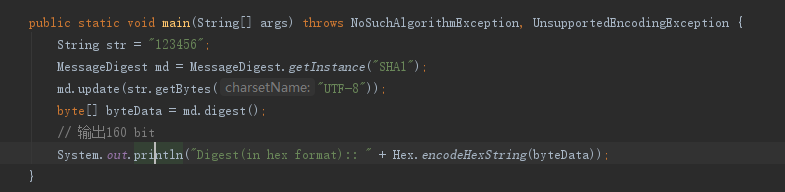 public static void main(String[] args) throws NoSuchAlgorithmException, UnsupportedEncodingException {
String str = "123456";
MessageDigest md = MessageDigest.getInstance("SHA1");
md.update(str.getBytes( charsetName: "UTF-8"));
byte[] byteData = md.digest();
// 输出160 bit
System.out.println("Digest(in hex format):: " + Hex.encodeHexString(byteData));
}